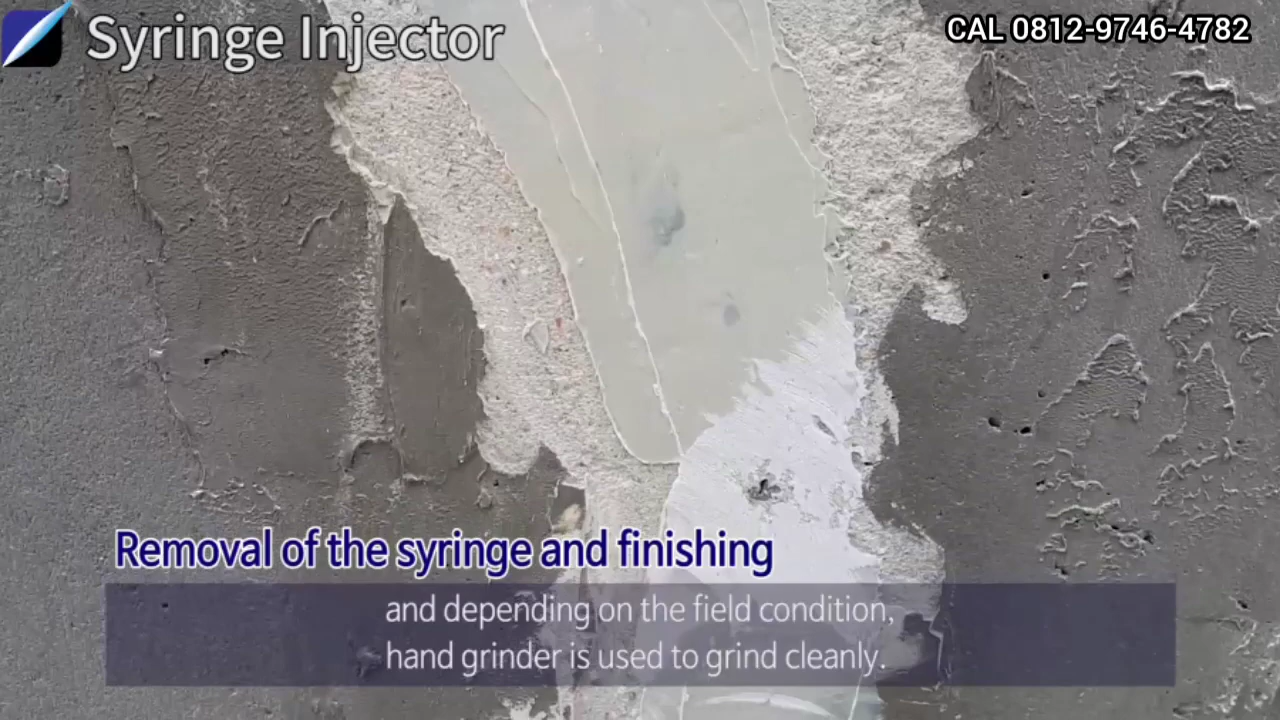 Syringe Injector
CAL 0812-9746-4782
Removal of the syringe and finishing
and depending on the field condition,
hand grinder is used to grind cleanly.